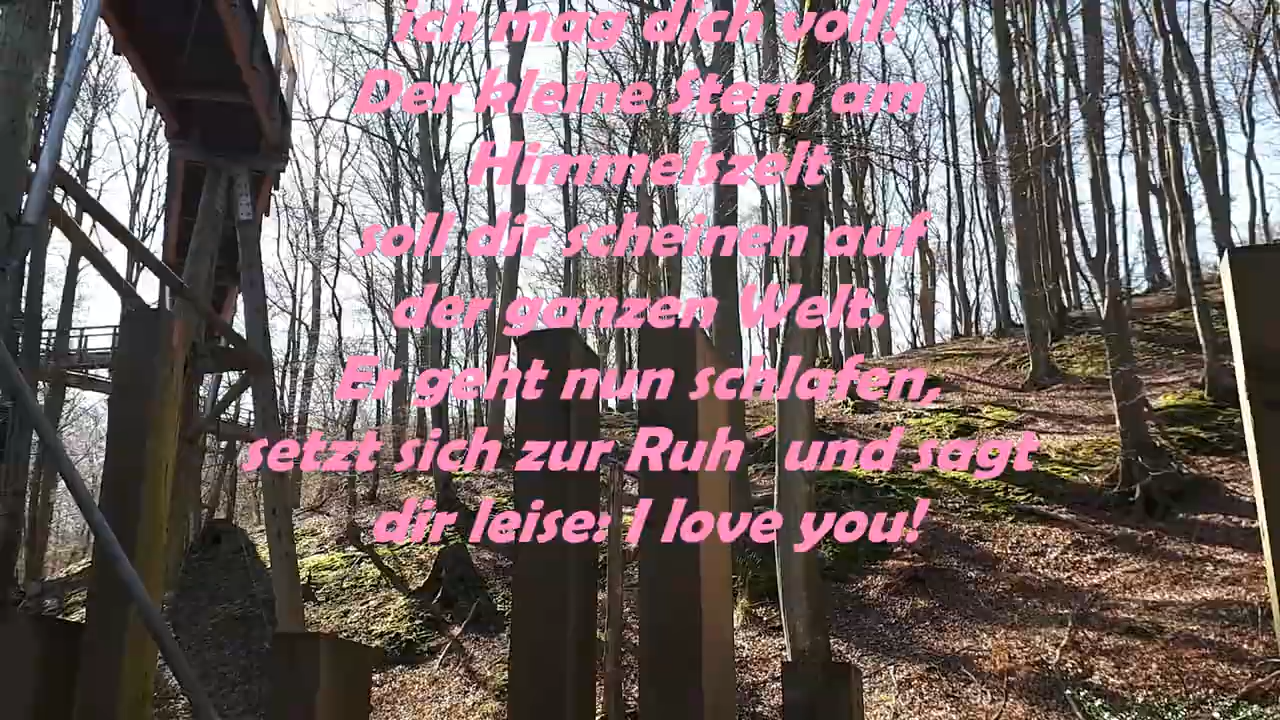 ich mag dich voll!
Der kleine Stern am
Himmelszelt
soll dir scheinen auf
der ganzen Welt.
Er geht nun schlafen,
setzt sich zur Ruh´ und sagt
dir leise: I love you!